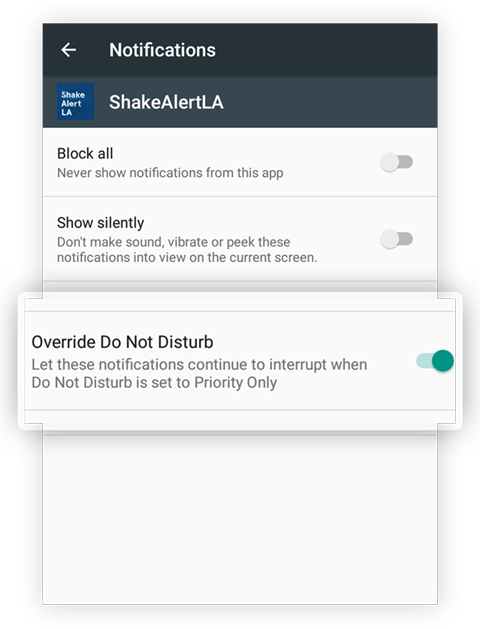 Notifications
Shake
Alert
LA
ShakeAlertLA
Block all
Never show notifications from this app
Show silently
Don't make sound, vibrate or peek these
notifications into view on the current screen.
Override Do Not Disturb
Let these notifications continue to interrupt when
Do Not Disturb is set to Priority Only